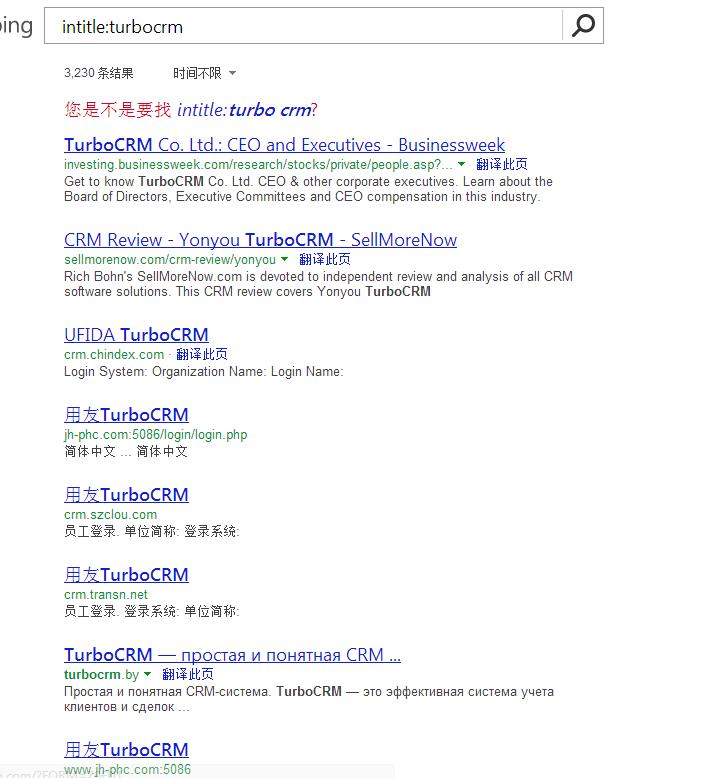 ing intitle:turbocrm
3,230 条结果 时间不限
您是不是要找 intitle:turbo crm?
TurboCRM Co. Ltd.: CEO and Executives - Businessweek
investing.businessweek.com/research/stocks/private/people.asp?... 翻译此页
Get to know TurboCRM Co. Ltd. CEO & other corporate executives. Learn about the
Board of Directors, Executive Committees and CEO compensation in this industry.
CRM Review - Yonyou TurboCRM - SellMoreNow
sellmorenow.com/crm-review/yonyou 翻译此页
Rich Bohn's SellMoreNow.com is devoted to independent review and analysis of all CRM
software solutions. This CRM review covers Yonyou TurboCRM
UFIDA TurboCRM
crm.chindex.com · 翻译此页
Login System: Organization Name: Login Name:
用友TurboCRM
jh-phc.com:5086/login/login.php
简体中文 ... 简体中文
用友TurboCRM
crm.szclou.com
员工登录. 单位简称: 登录系统:
用友TurboCRM
crm.transn.net
员工登录. 登录系统: 单位简称:
TurboCRM — простая и понятная CRM ...
turbocrm.by 翻译此页
Простая и понятная CRM-система. TurboCRM — это эффективная система учета
клиентов и сделок ...
用友TurboCRM
www.jh-phc.com:5086